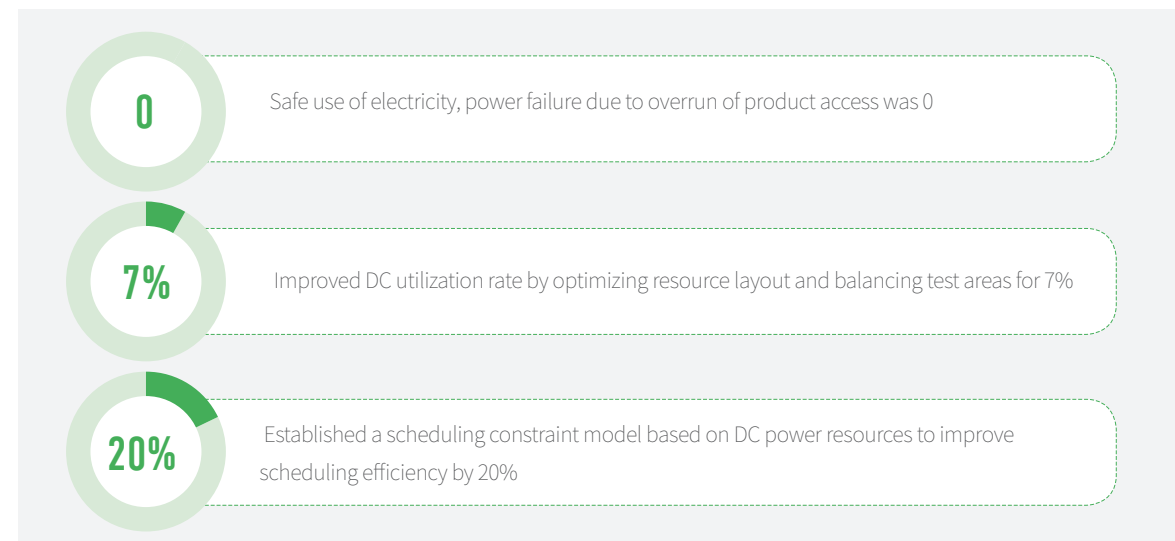 0
Safe use of electricity, power failure due to overrun of product access was 0
7%
Improved DC utilization rate by optimizing resource layout and balancing test areas for 7%
20%
Established a scheduling constraint model based on DC power resources to improve
scheduling efficiency by 20%